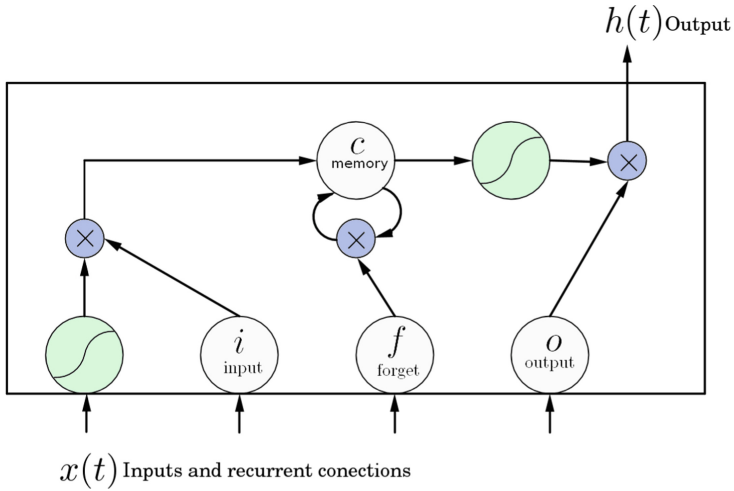 h(t) Output
c
memory
×
×
×
i
input
f
forget
o
output
x(t) Inputs and recurrent conections